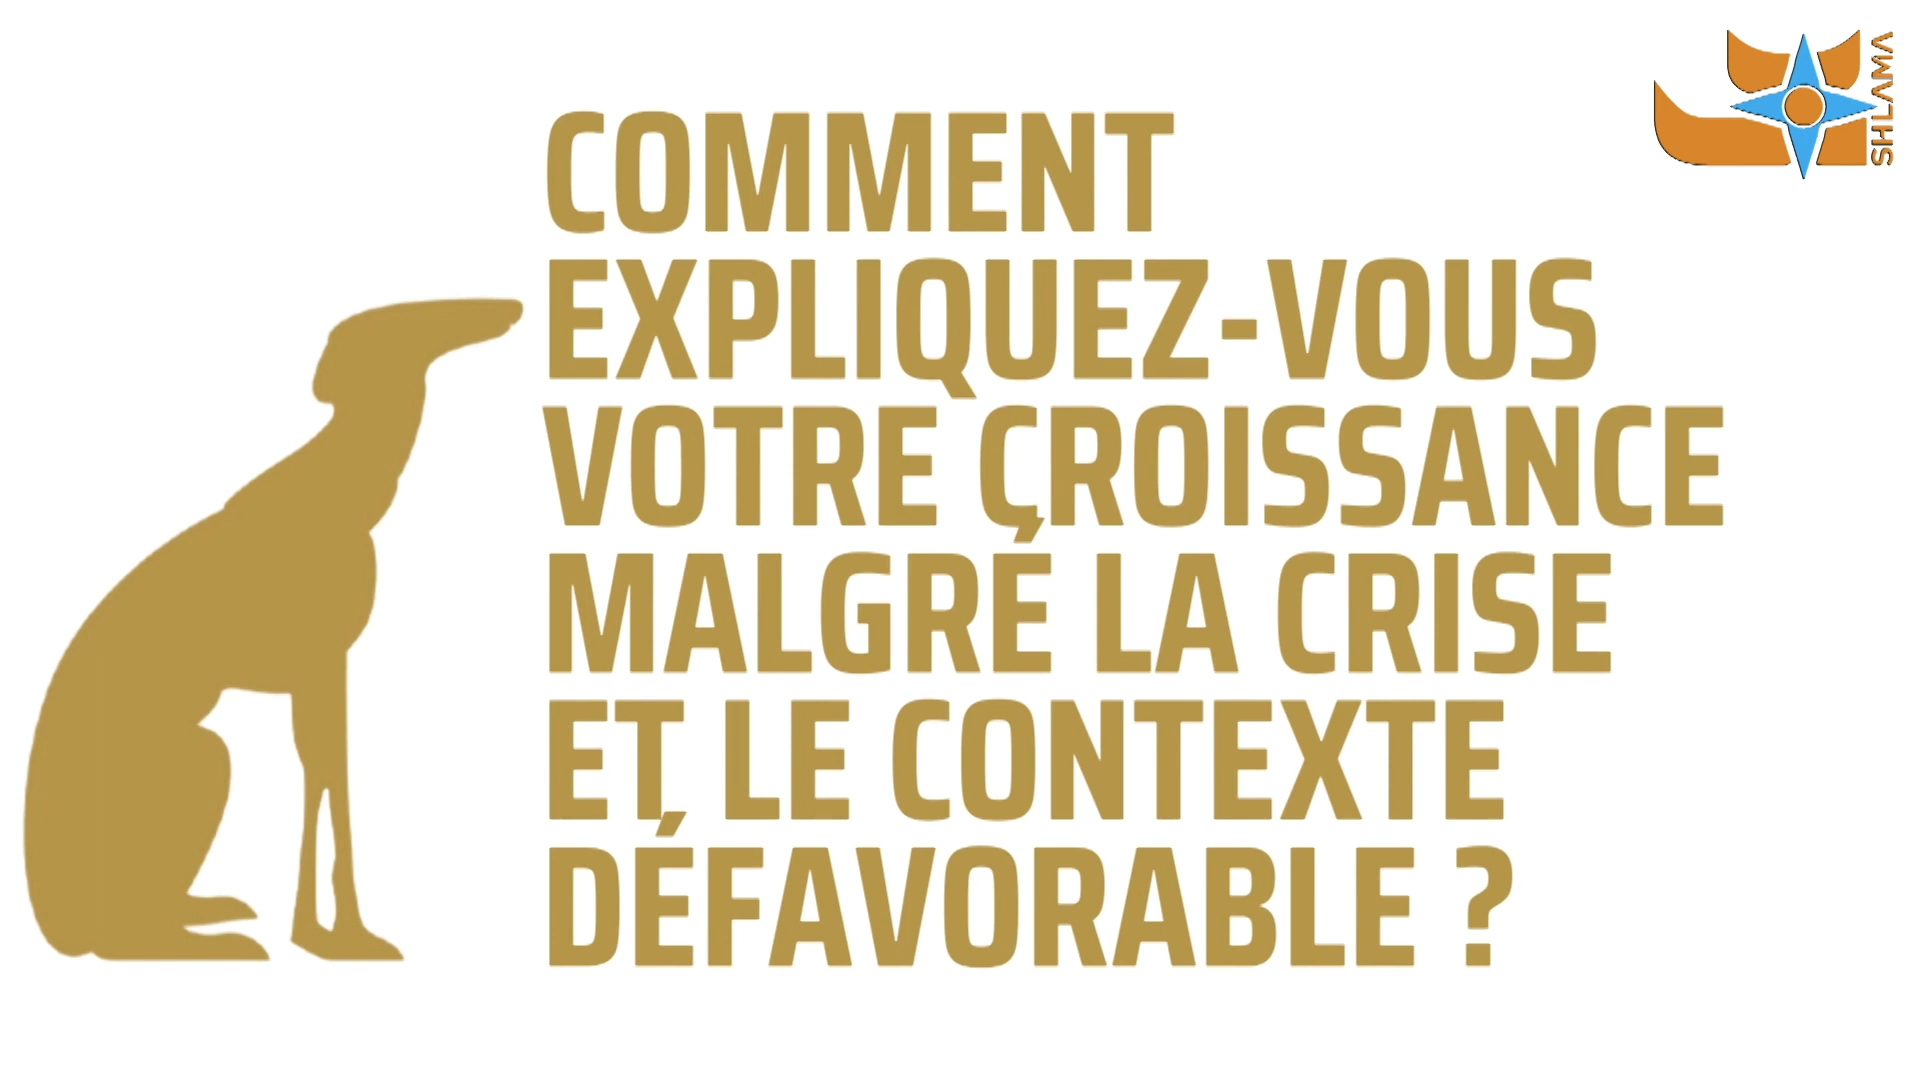 COMMENT
EXPLIQUEZ-VOUS
VOTRE CROISSANCE
MALGRÉ LA CRISE
ET LE CONTEXTE
DÉFAVORABLE ?
SHLAMA